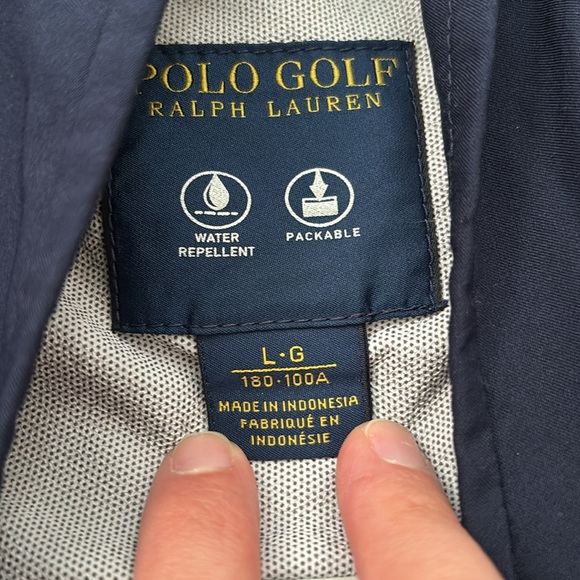 POLO GOLF
RALPH LAUREN
WATER
REPELLENT
PACKABLE
L·G
180·100A
MADE IN INDONESIA
FABRIQUÉ EN
INDONÉSIE